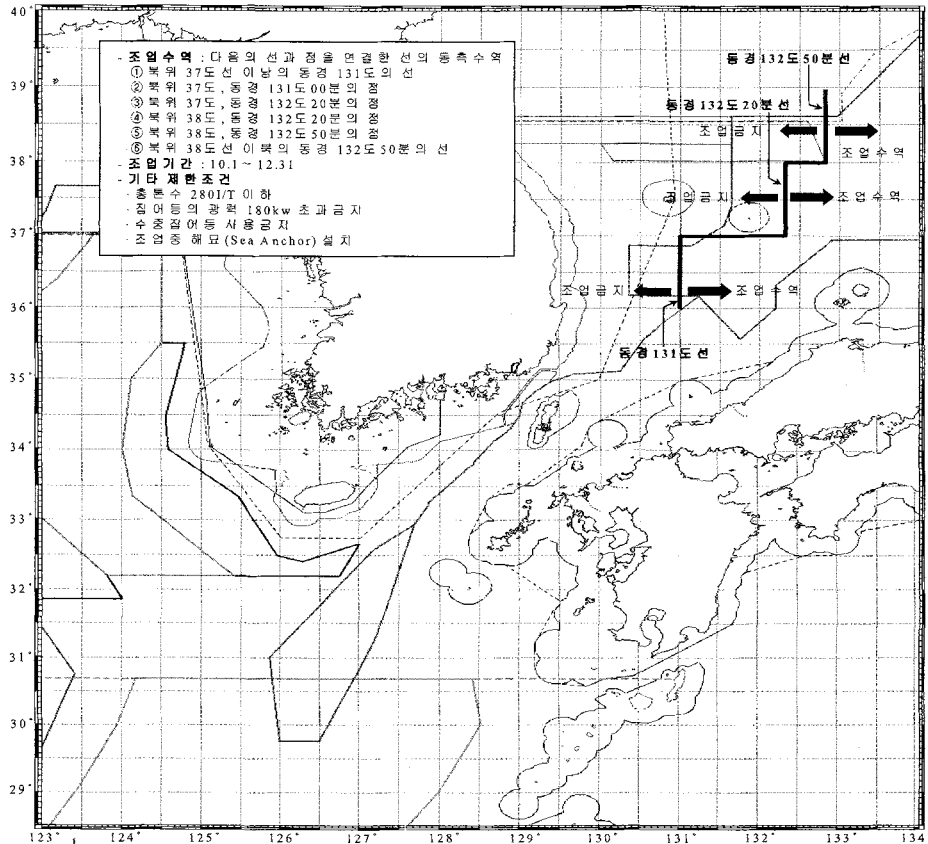 - 조업수역 : 다음의 선과 점을 연결한 선의 동측수역
① 북위 37도선 이남의 동경 131도의 선
② 북위 37도, 동경 131도 00분의 점
③ 북위 37도, 동경 132도 20분의 점
④ 북위 38도, 동경 132도 20분의 점
⑤ 북위 38도, 동경 132도 50분의 점
⑥ 북위 38도선 이북의 동경 132도 50분의 선
- 조업기간 : 10.1 ~ 12.31
- 기타 제한조건
· 총톤수 280I/T 이하
· 집어등의 광력 180kw 초과금지
· 수중집어등 사용금지
· 조업중 해묘(Sea Anchor) 설치
동경 132도 50분선
동경 132도 20분선
조업금지
조업수역
조업금지
조업수역
조업금지
조업수역
동경 131도선
40°
39°
38°
37°
36°
35°
34°
33°
32°
31°
30°
29°
123° 124° 125° 126° 127° 128° 129° 130° 131° 132° 133° 134